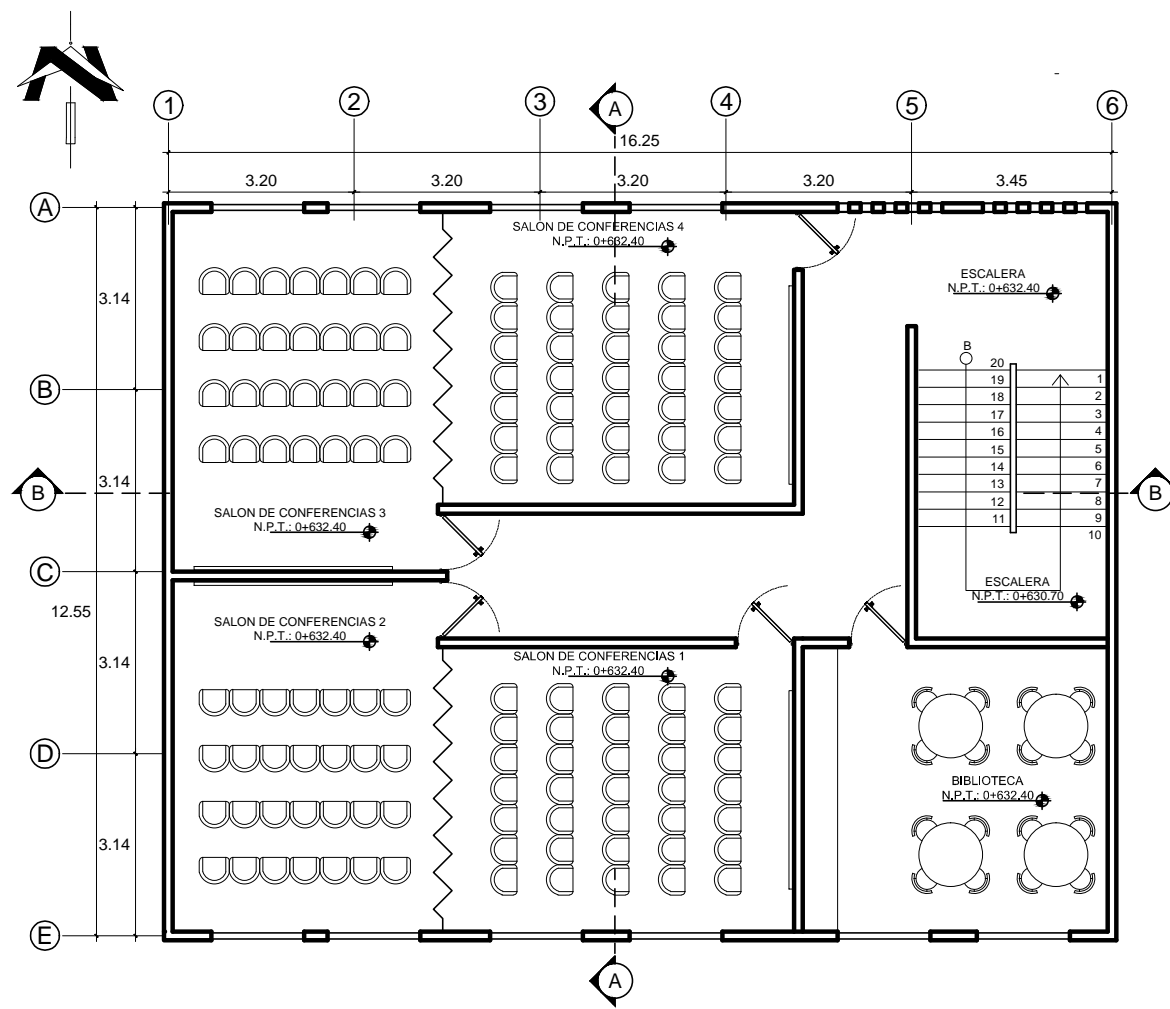 1
2
3
A
4
5
6
16.25
3.20
3.20
3.20
3.20
3.45
A
SALON DE CONFERENCIAS 4
N.P.T.: 0+632.40
ESCALERA
N.P.T.: 0+632.40
3.14
B
B
20
19
1
18
2
17
3
16
4
15
5
14
6
13
7
12
8
11
9
10
3.14
B
B
SALON DE CONFERENCIAS 3
N.P.T.: 0+632.40
C
ESCALERA
N.P.T.: 0+630.70
12.55
SALON DE CONFERENCIAS 2
N.P.T.: 0+632.40
3.14
SALON DE CONFERENCIAS 1
N.P.T.: 0+632.40
D
BIBLIOTECA
N.P.T.: 0+632.40
3.14
E
A